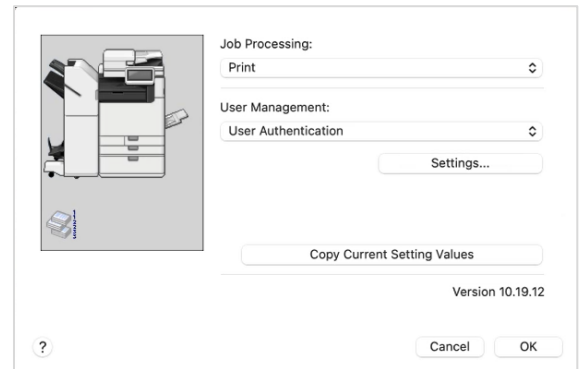 Job Processing:
Print
User Management:
User Authentication
Settings...
Copy Current Setting Values
Version 10.19.12
?
Cancel
OK